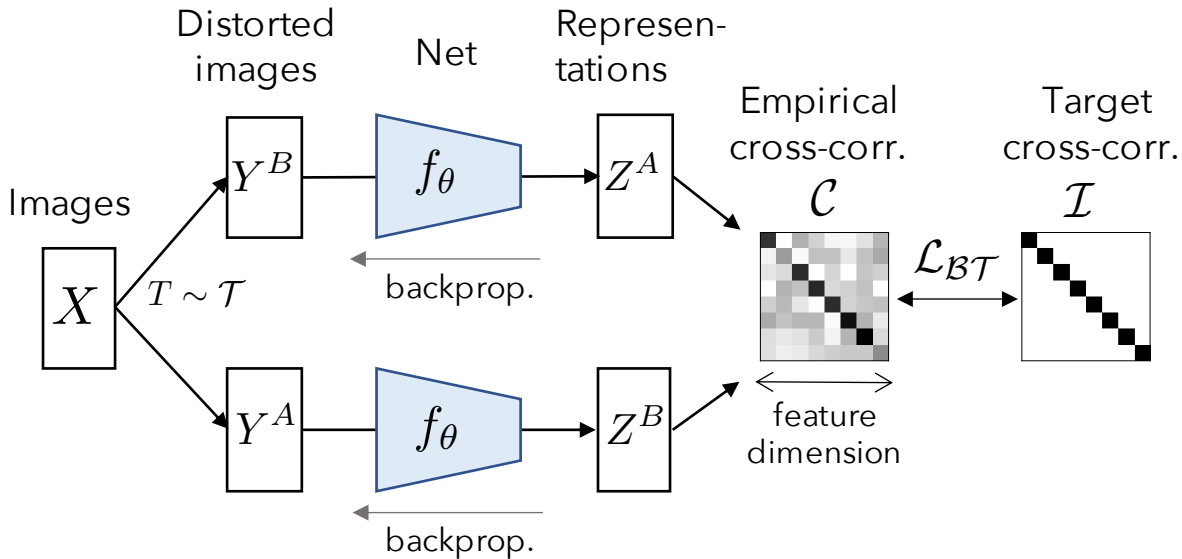 Distorted
images
Net
Represen-
tations
Empirical
cross-corr.
C
Target
cross-corr.
I
Images
X
T ∼ 𝒯
Y^B
f_θ
Z^A
backprop.
ℒ_ℬ𝒯
Y^A
f_θ
Z^B
backprop.
feature
dimension